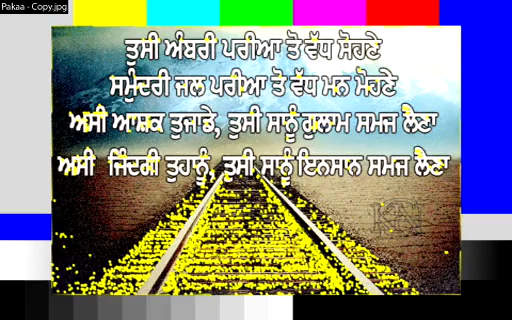 Pakaa - Copy.jpg
ਤੁਸੀ ਅੰਬਰੀ ਪਰੀਆ ਤੋ ਵੱਧ ਸੋਹਣੇ
ਸਮੁੰਦਰੀ ਜਲ ਪਰੀਆ ਤੋ ਵੱਧ ਮਨ ਮੋਹਣੇ
ਅਸੀ ਆਸ਼ਕ ਤੁਹਾਡੇ, ਤੁਸੀ ਸਾਨੂੰ ਗੁਲਾਮ ਸਮਜ ਲੈਣਾ
ਅਸੀ ਜਿੰਦਗੀ ਤੁਹਾਨੂੰ, ਤੁਸੀ ਸਾਨੂੰ ਇਨਸਾਨ ਸਮਜ ਲੈਣਾ